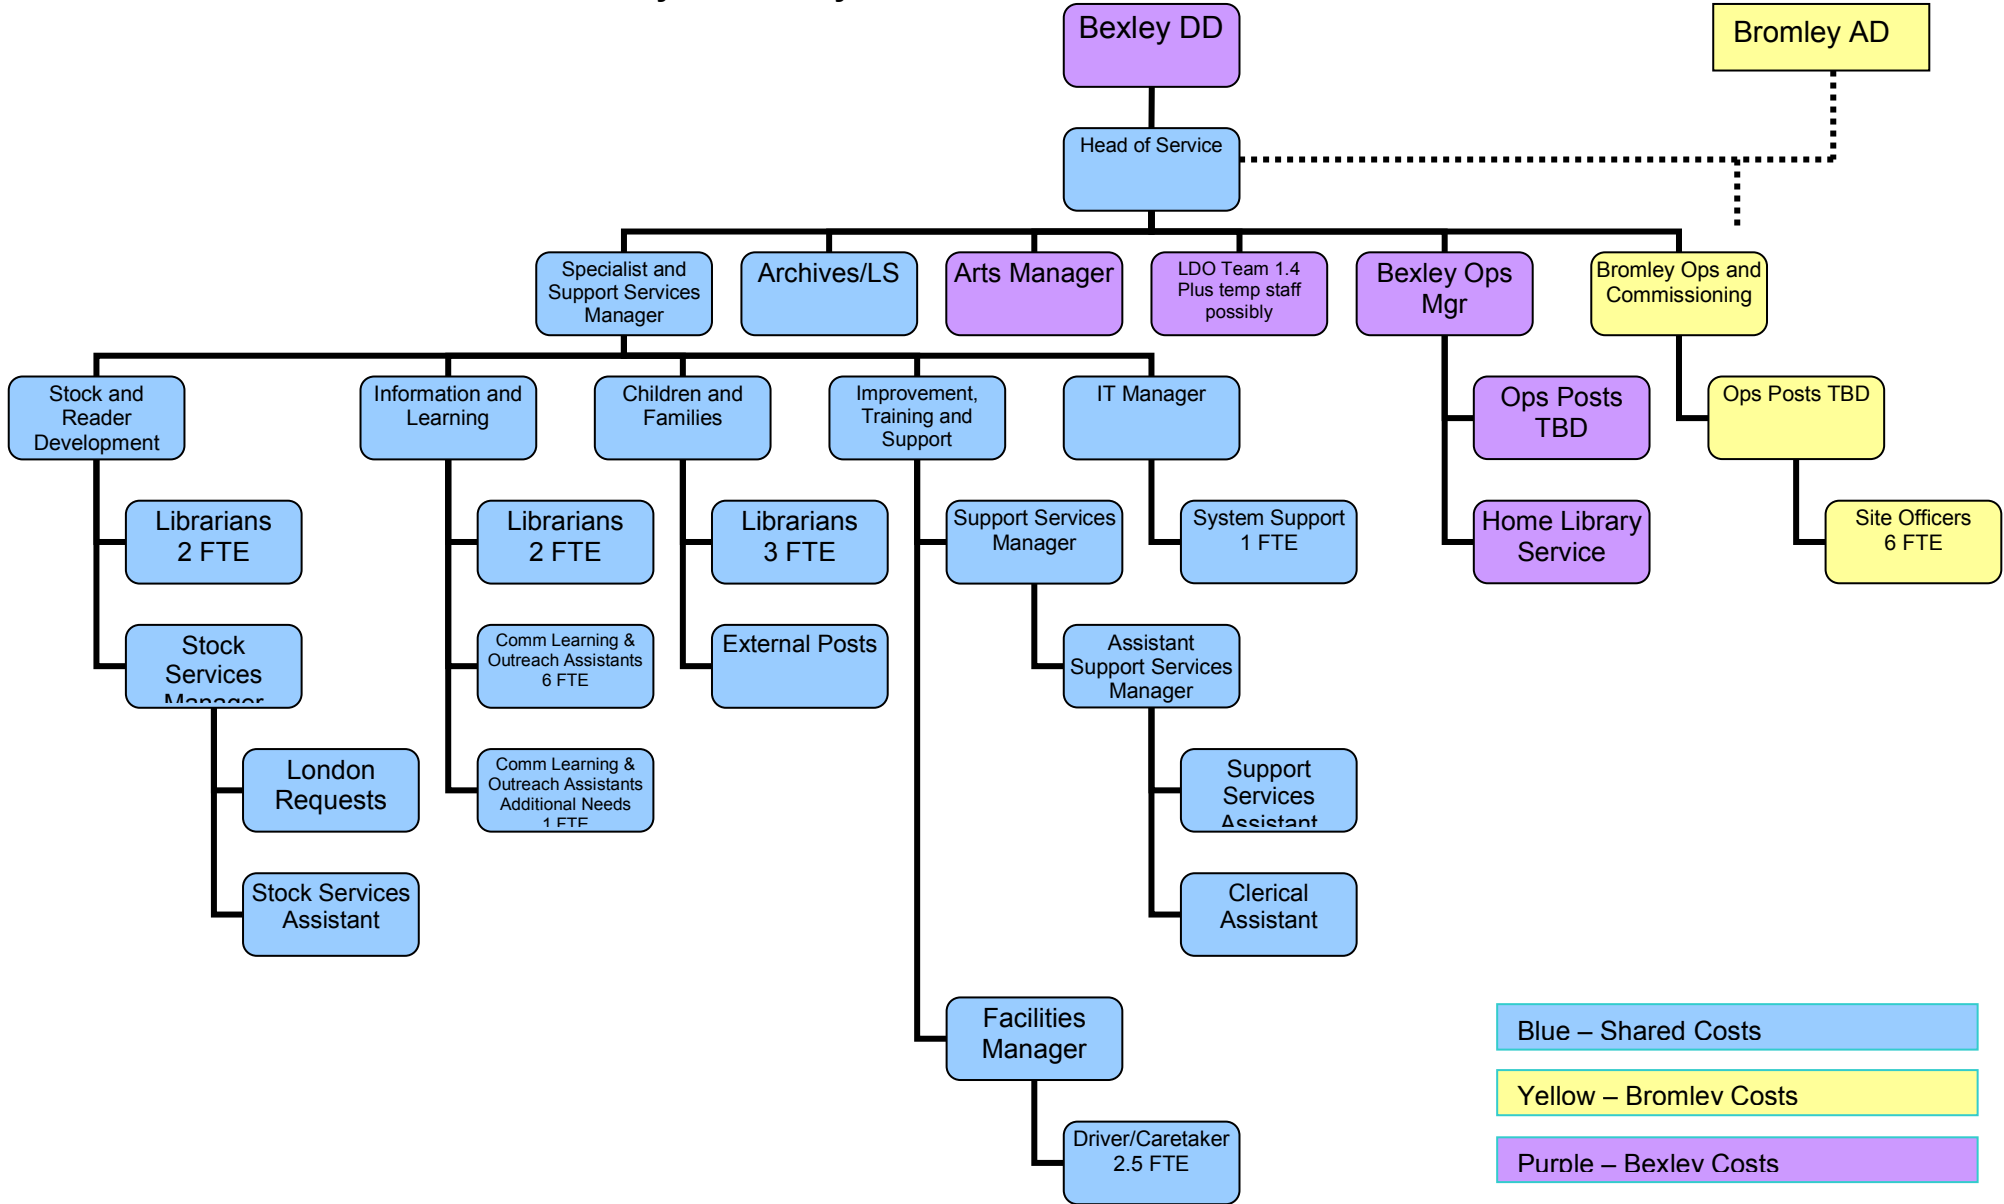 Bexley DD
Bromley AD
Head of Service
Specialist and
Support Services
Manager
Archives/LS
Arts Manager
LDO Team 1.4
Plus temp staff
possibly
Bexley Ops
Mgr
Bromley Ops and
Commissioning
Stock and
Reader
Development
Information and
Learning
Children and
Families
Improvement,
Training and
Support
IT Manager
Ops Posts
TBD
Ops Posts TBD
Librarians
2 FTE
Librarians
2 FTE
Librarians
3 FTE
Support Services
Manager
System Support
1 FTE
Home Library
Service
Site Officers
6 FTE
Stock
Services
Manager
Comm Learning &
Outreach Assistants
6 FTE
External Posts
Assistant
Support Services
Manager
London
Requests
Comm Learning &
Outreach Assistants
Additional Needs
1 FTE
Support
Services
Assistant
Stock Services
Assistant
Clerical
Assistant
Facilities
Manager
Driver/Caretaker
2.5 FTE
Blue – Shared Costs
Yellow – Bromley Costs
Purple – Bexley Costs